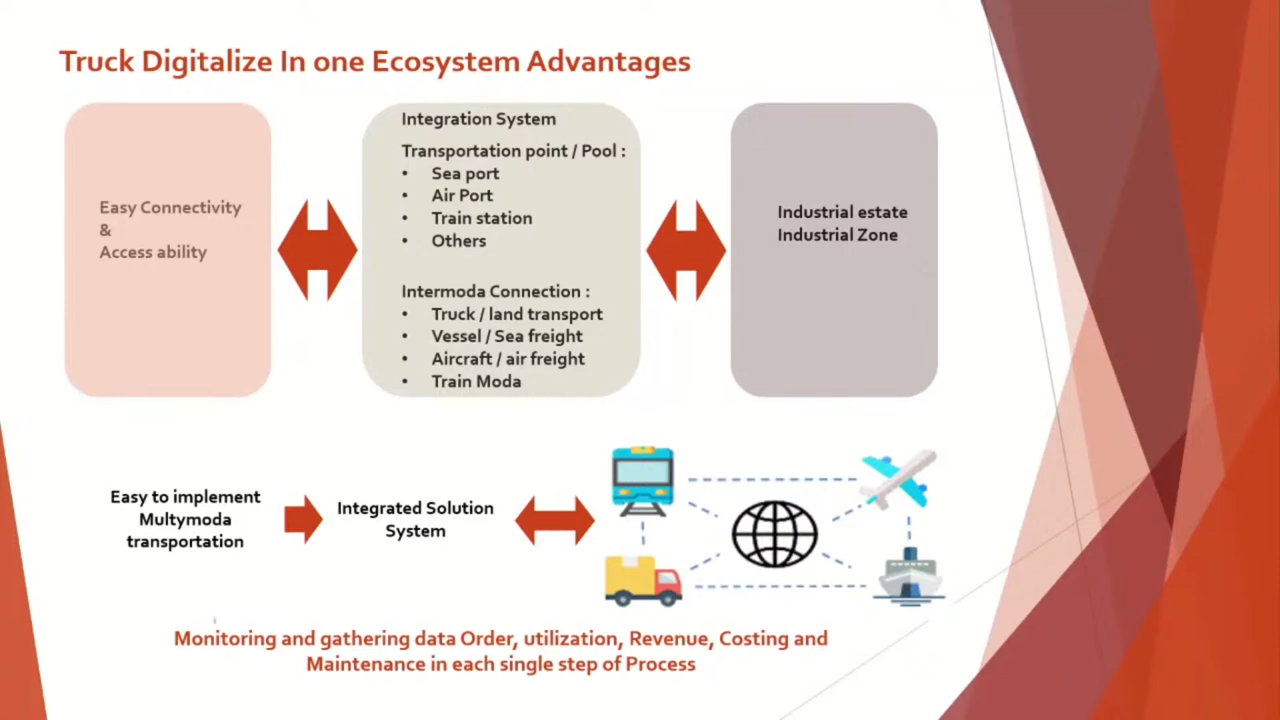 Truck Digitalize In one Ecosystem Advantages
Easy Connectivity
&
Access ability
Integration System
Transportation point / Pool :
• Sea port
• Air Port
• Train station
• Others
Intermoda Connection :
• Truck / land transport
• Vessel / Sea freight
• Aircraft / air freight
• Train Moda
Industrial estate
Industrial Zone
Easy to implement
Multymoda
transportation
Integrated Solution
System
Monitoring and gathering data Order, utilization, Revenue, Costing and
Maintenance in each single step of Process